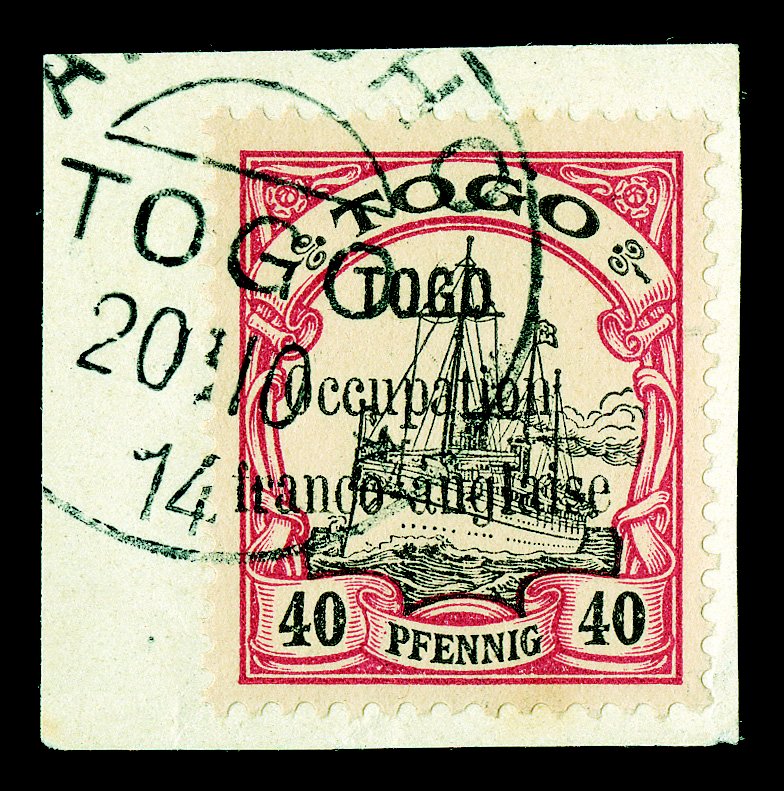 TOGO
20 10
14
TOGO
TOGO
Occupation
franco-anglaise
40 PFENNIG 40